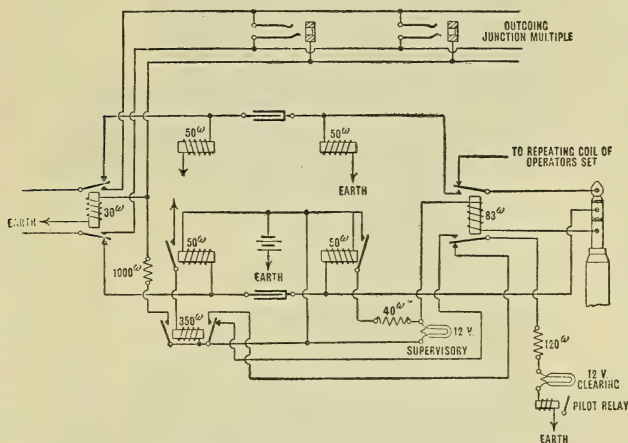 OUTGOING
JUNCTION MULTIPLE
50ω
50ω
TO REPEATING COIL OF
OPERATORS SET
EARTH
30ω
EARTH
83ω
50ω
50ω
EARTH
1000ω
350ω
40ω
12 V.
SUPERVISORY
120ω
12 V.
CLEARING
PILOT RELAY
EARTH